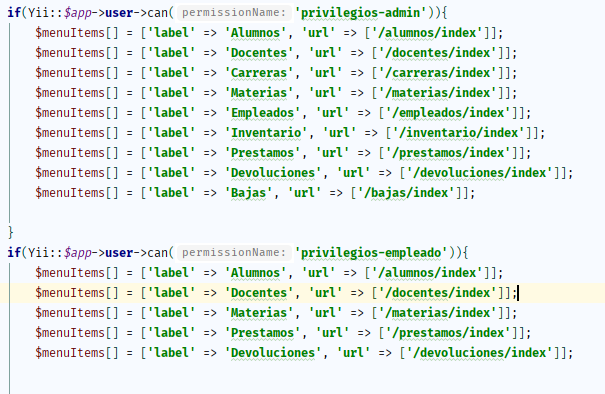 if(Yii::$app->user->can( permissionName: 'privilegios-admin')){
$menuItems[] = ['label' => 'Alumnos', 'url' => ['/alumnos/index']];
$menuItems[] = ['label' => 'Docentes', 'url' => ['/docentes/index']];
$menuItems[] = ['label' => 'Carreras', 'url' => ['/carreras/index']];
$menuItems[] = ['label' => 'Materias', 'url' => ['/materias/index']];
$menuItems[] = ['label' => 'Empleados', 'url' => ['/empleados/index']];
$menuItems[] = ['label' => 'Inventario', 'url' => ['/inventario/index']];
$menuItems[] = ['label' => 'Prestamos', 'url' => ['/prestamos/index']];
$menuItems[] = ['label' => 'Devoluciones', 'url' => ['/devoluciones/index']];
$menuItems[] = ['label' => 'Bajas', 'url' => ['/bajas/index']];
}
if(Yii::$app->user->can( permissionName: 'privilegios-empleado')){
$menuItems[] = ['label' => 'Alumnos', 'url' => ['/alumnos/index']];
$menuItems[] = ['label' => 'Docentes', 'url' => ['/docentes/index']];
$menuItems[] = ['label' => 'Materias', 'url' => ['/materias/index']];
$menuItems[] = ['label' => 'Prestamos', 'url' => ['/prestamos/index']];
$menuItems[] = ['label' => 'Devoluciones', 'url' => ['/devoluciones/index']];